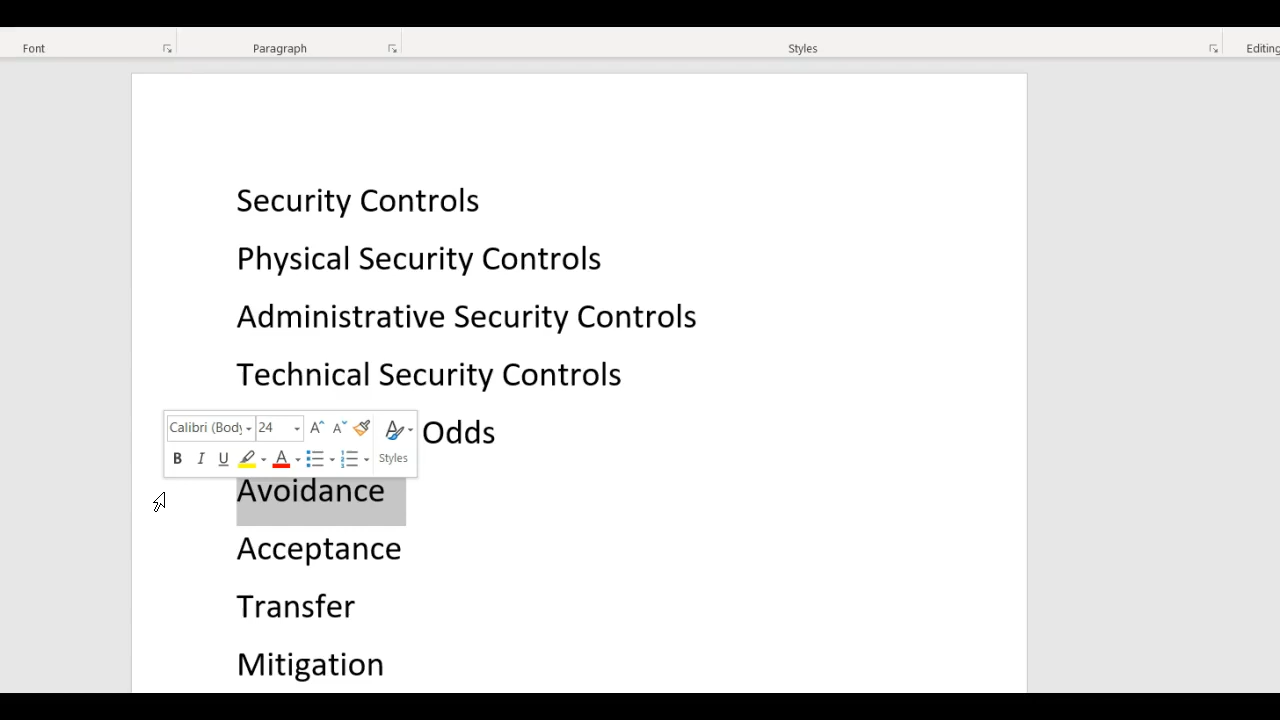 Font Paragraph Styles Editing
Security Controls
Physical Security Controls
Administrative Security Controls
Technical Security Controls
Calibri (Body 24
Odds
B I U A Styles
Avoidance
Acceptance
Transfer
Mitigation